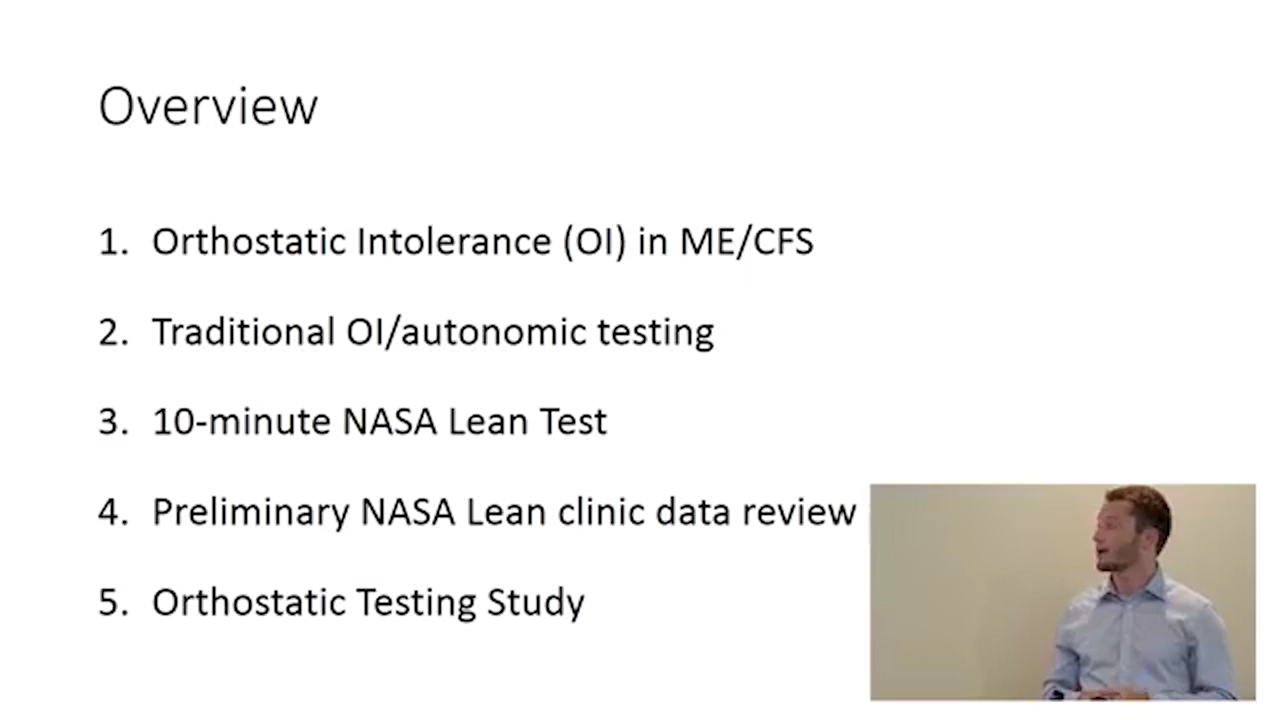 Overview
1. Orthostatic Intolerance (OI) in ME/CFS
2. Traditional OI/autonomic testing
3. 10-minute NASA Lean Test
4. Preliminary NASA Lean clinic data review
5. Orthostatic Testing Study